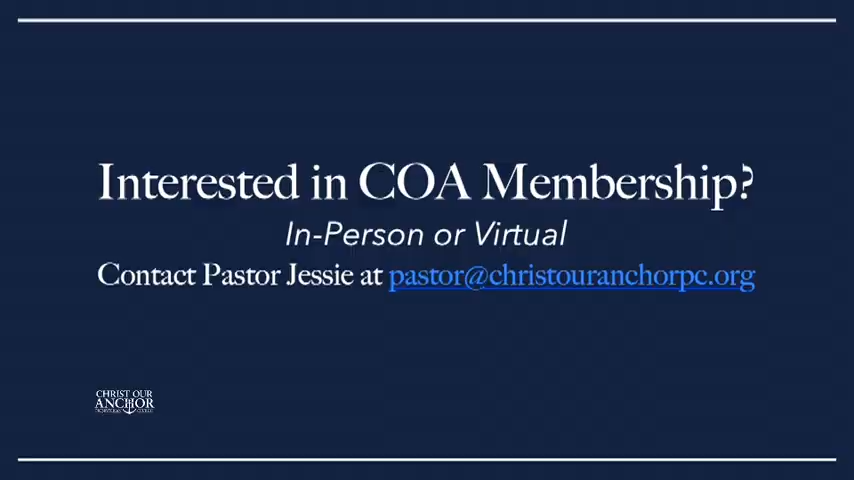 Interested in COA Membership?
In-Person or Virtual
Contact Pastor Jessie at pastor@christouranchorpc.org
CHRIST OUR
ANCHOR